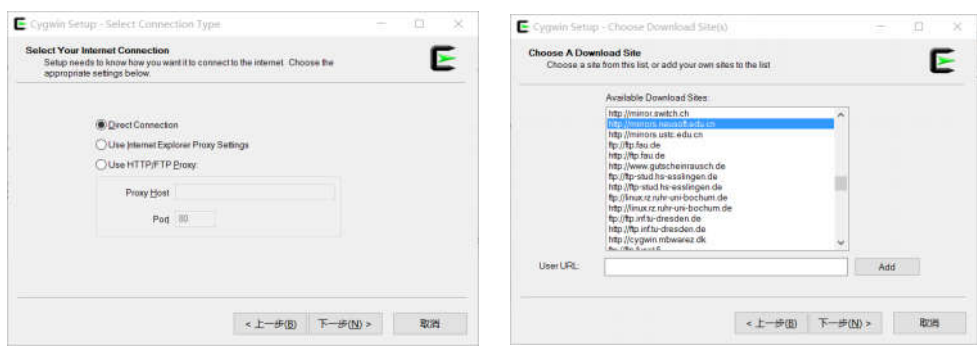 Cygwin Setup - Select Connection Type
Select Your Internet Connection
Setup needs to know how you want it to connect to the internet. Choose the
appropriate settings below.
Direct Connection
Use Internet Explorer Proxy Settings
Use HTTP/FTP Proxy:
Proxy Host
Port 80
< 上一步(B) 下一步(N) > 取消
Cygwin Setup - Choose Download Site(s)
Choose A Download Site
Choose a site from this list, or add your own sites to the list
Available Download Sites:
http://mirror.switch.ch
http://mirrors.neusoft.edu.cn
http://mirrors.ustc.edu.cn
ftp://ftp.fau.de
http://ftp.fau.de
http://www.gutscheinrausch.de
ftp://ftp-stud.hs-esslingen.de
http://ftp-stud.hs-esslingen.de
ftp://linux.rz.ruhr-uni-bochum.de
http://linux.rz.ruhr-uni-bochum.de
ftp://ftp.inf.tu-dresden.de
http://ftp.inf.tu-dresden.de
http://cygwin.mbwarez.dk
User URL:
Add
< 上一步(B) 下一步(N) > 取消